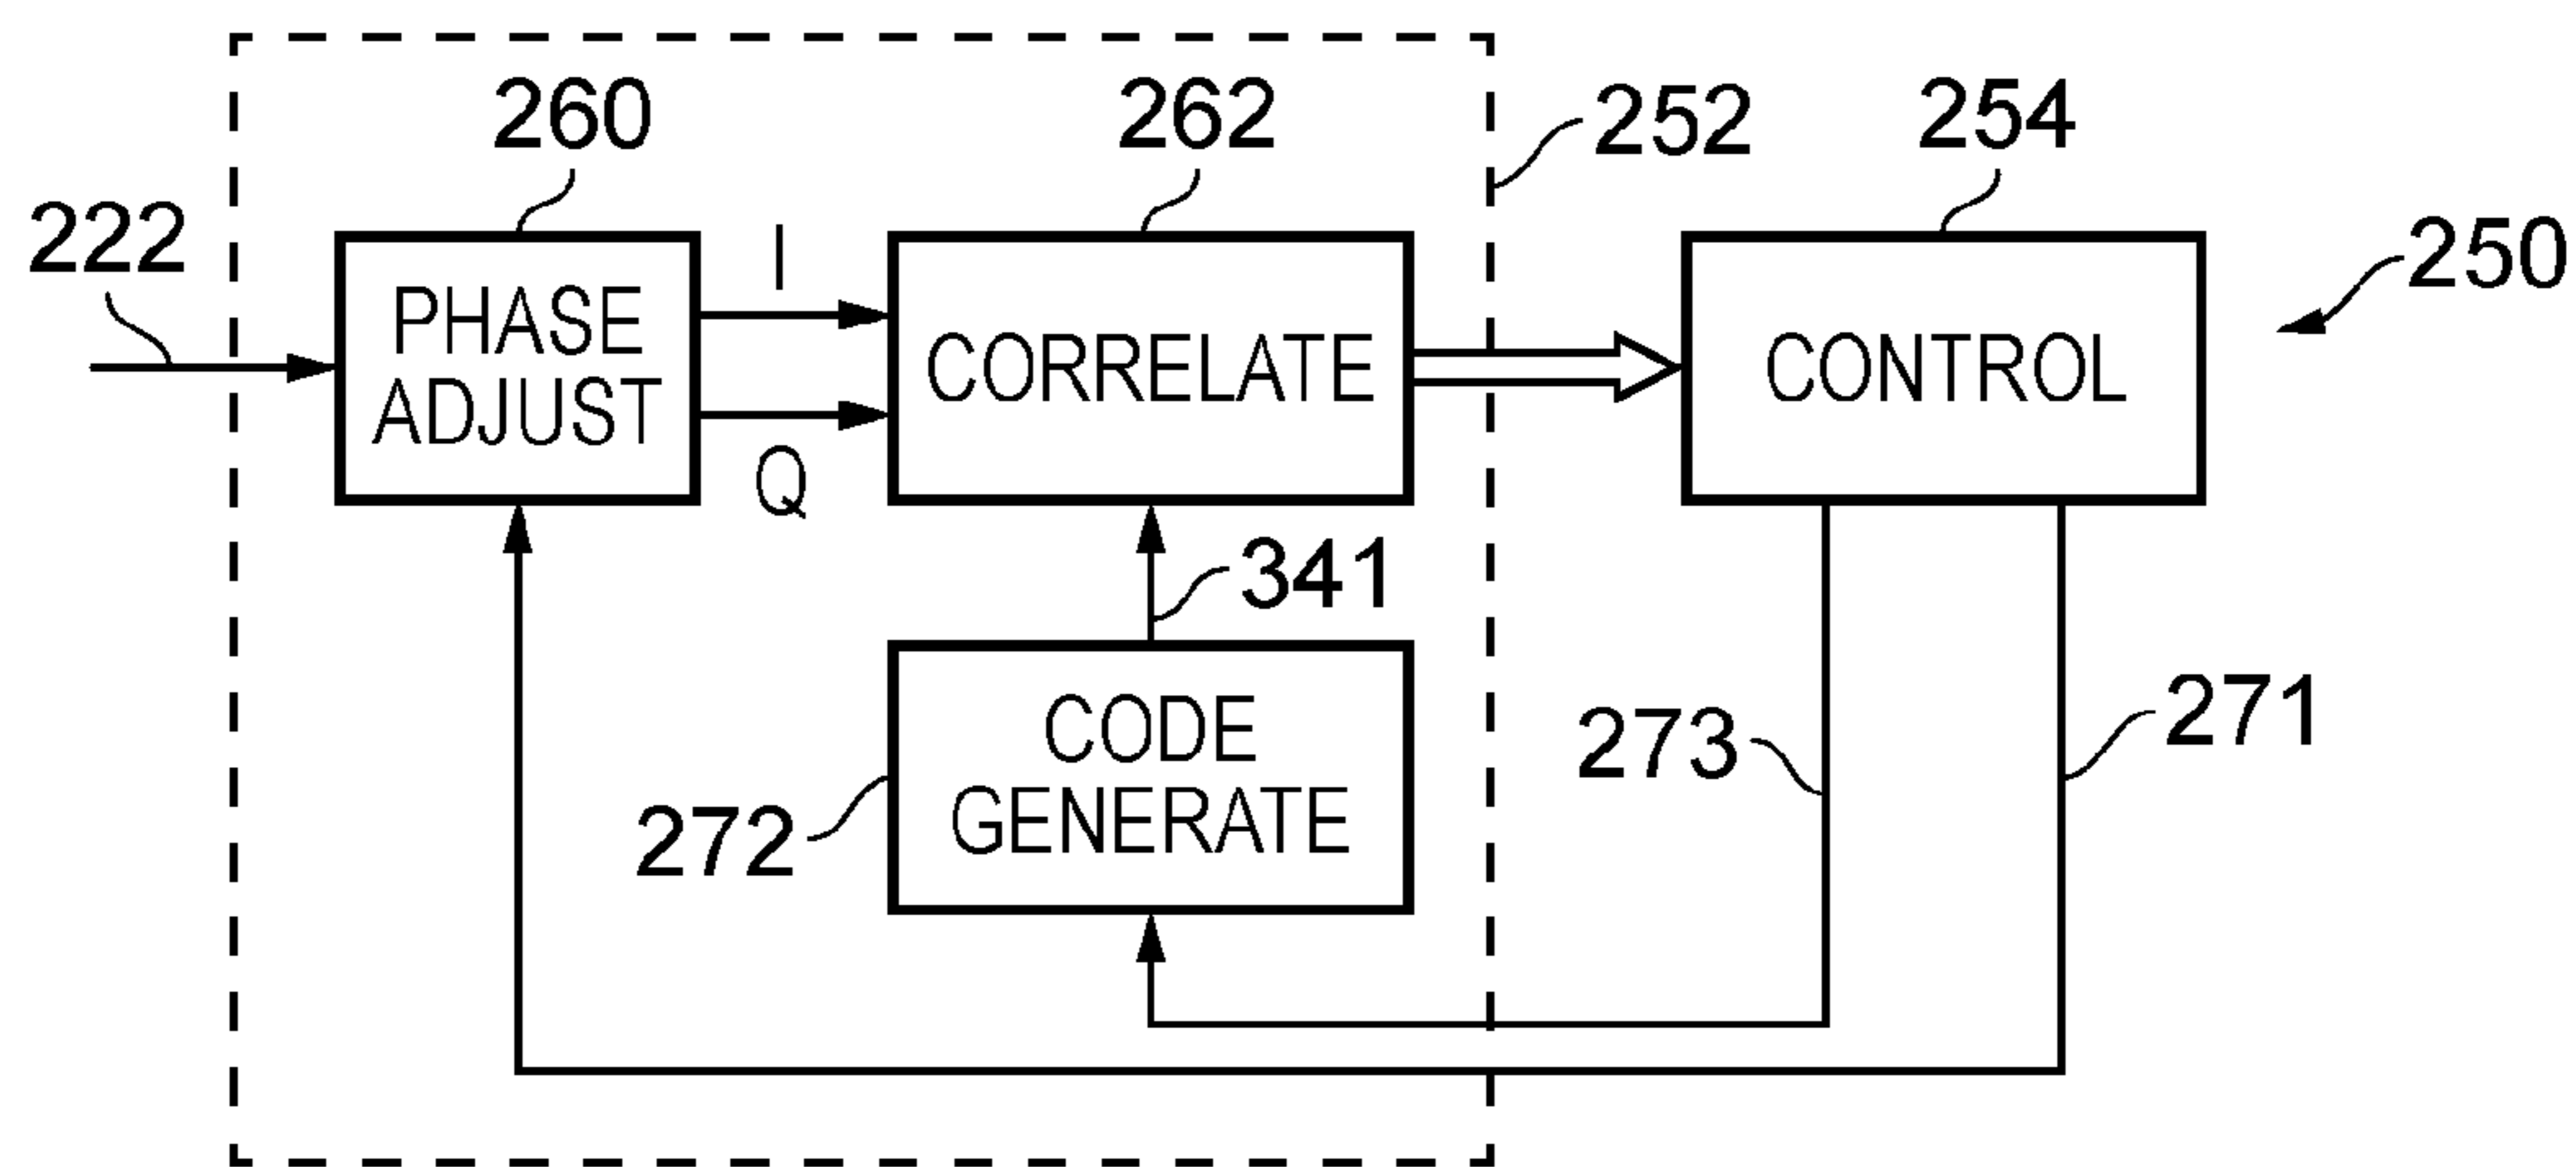 260
262
252
254
222
I
250
PHASE
ADJUST
CORRELATE
CONTROL
Q
341
CODE
GENERATE
272
273
271